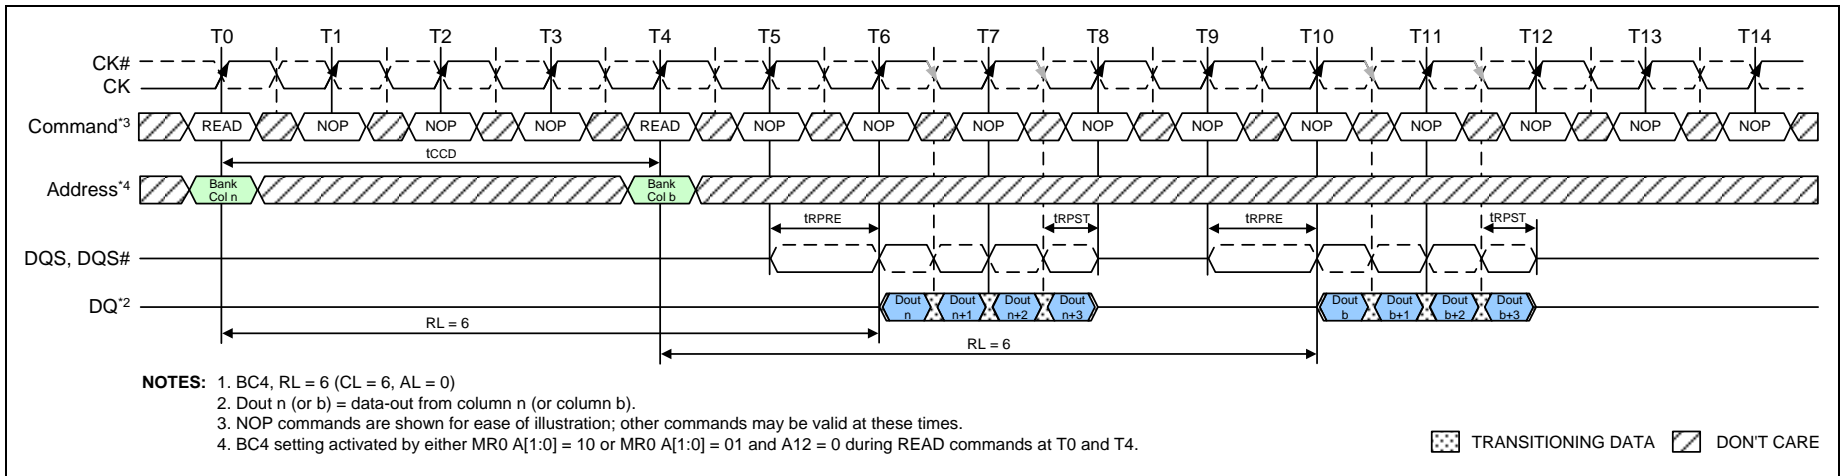 T0 T1 T2 T3 T4 T5 T6 T7 T8 T9 T10 T11 T12 T13 T14
CK#
CK
Command*3 READ NOP NOP NOP READ NOP NOP NOP NOP NOP NOP NOP NOP NOP NOP
tCCD
Address*4 Bank Col n Bank Col b
tRPRE tRPST tRPRE tRPST
DQS, DQS#
DQ*2 Dout n Dout n+1 Dout n+2 Dout n+3 Dout b Dout b+1 Dout b+2 Dout b+3
RL = 6
RL = 6
NOTES: 1. BC4, RL = 6 (CL = 6, AL = 0)
2. Dout n (or b) = data-out from column n (or column b).
3. NOP commands are shown for ease of illustration; other commands may be valid at these times.
4. BC4 setting activated by either MR0 A[1:0] = 10 or MR0 A[1:0] = 01 and A12 = 0 during READ commands at T0 and T4.
TRANSITIONING DATA DON'T CARE